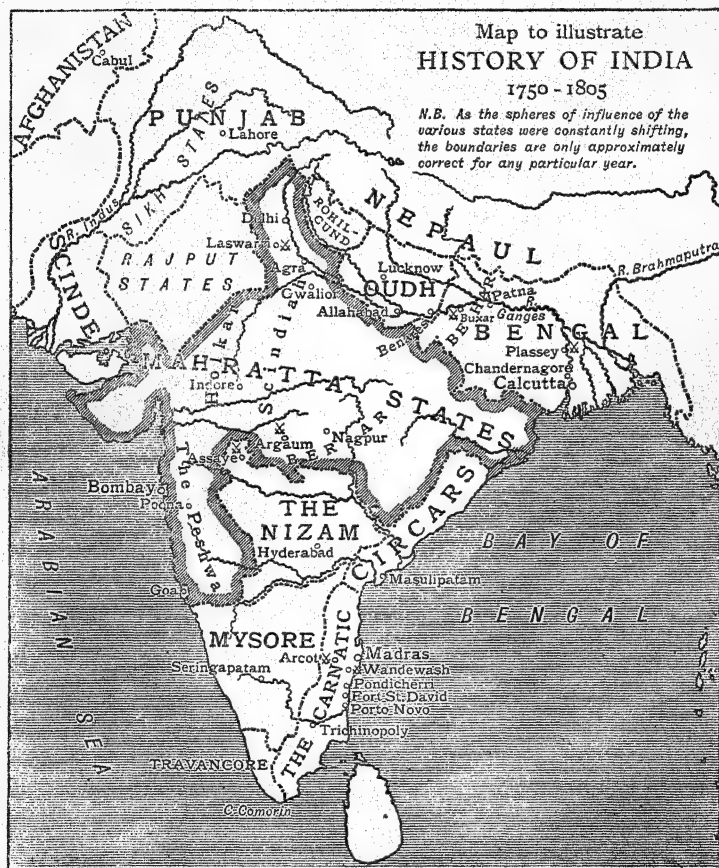 Map to illustrate
HISTORY OF INDIA
1750-1805
N.B. As the spheres of influence of the
various states were constantly shifting,
the boundaries are only approximately
correct for any particular year.
AFGHANISTAN
Cabul
PUNJAB
Lahore
SIKH STATES
R. Indus
SCINDE
RAJPUT
STATES
Delhi
Laswari
Agra
Gwalior
ROHIL-
CUND
NEPAUL
Lucknow
OUDH
Allahabad
Benares
BEHAR
Patna
Buxar
R. Ganges
R. Brahmaputra
BENGAL
Plassey
Chandernagore
Calcutta
MAHRATTA STATES
Holkar
Scindiah
Indore
Argaum
Nagpur
BERAR
Assaye
The Peshwa
Bombay
Poona
THE
NIZAM
Hyderabad
CIRCARS
Masulipatam
Goa
MYSORE
Seringapatam
Arcot
THE CARNATIC
Madras
Wandewash
Pondicherri
Fort St. David
Porto Novo
Trichinopoly
TRAVANCORE
C. Comorin
ARABIAN SEA
BAY OF
BENGAL